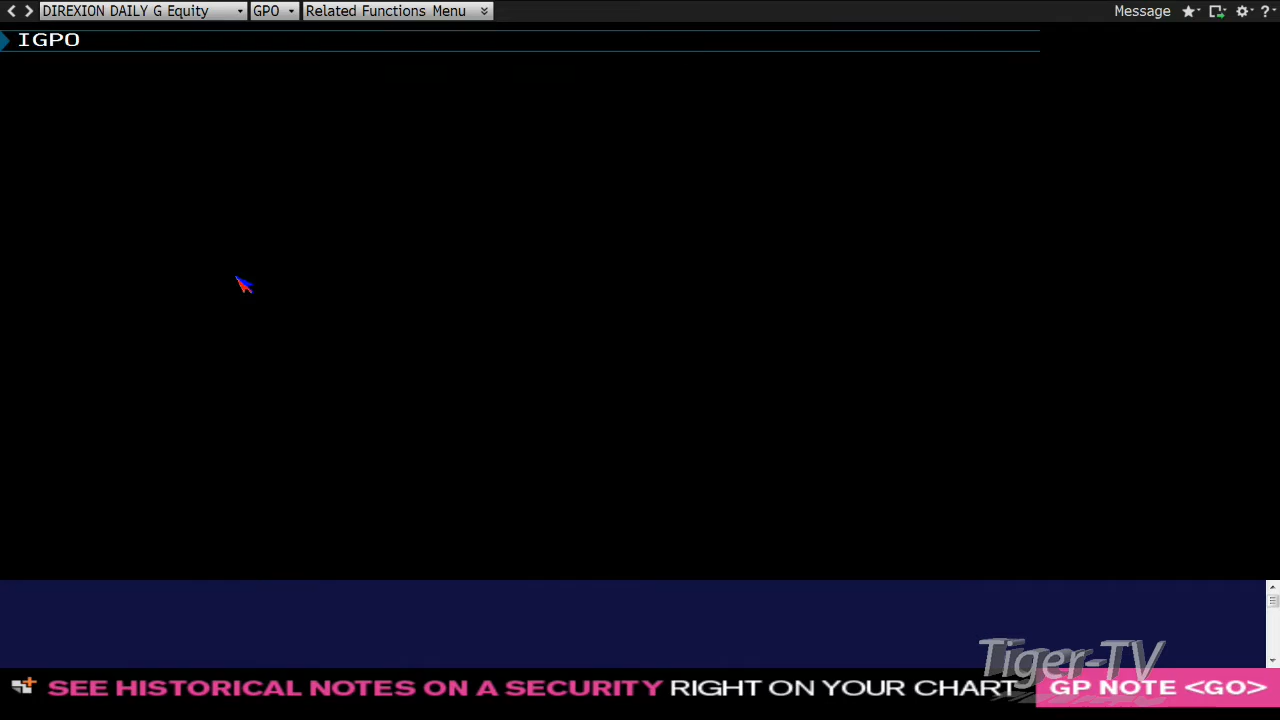 DIREXION DAILY G Equity GPO Related Functions Menu Message ?
IGPO
Tiger-TV
SEE HISTORICAL NOTES ON A SECURITY RIGHT ON YOUR CHART GP NOTE <GO>